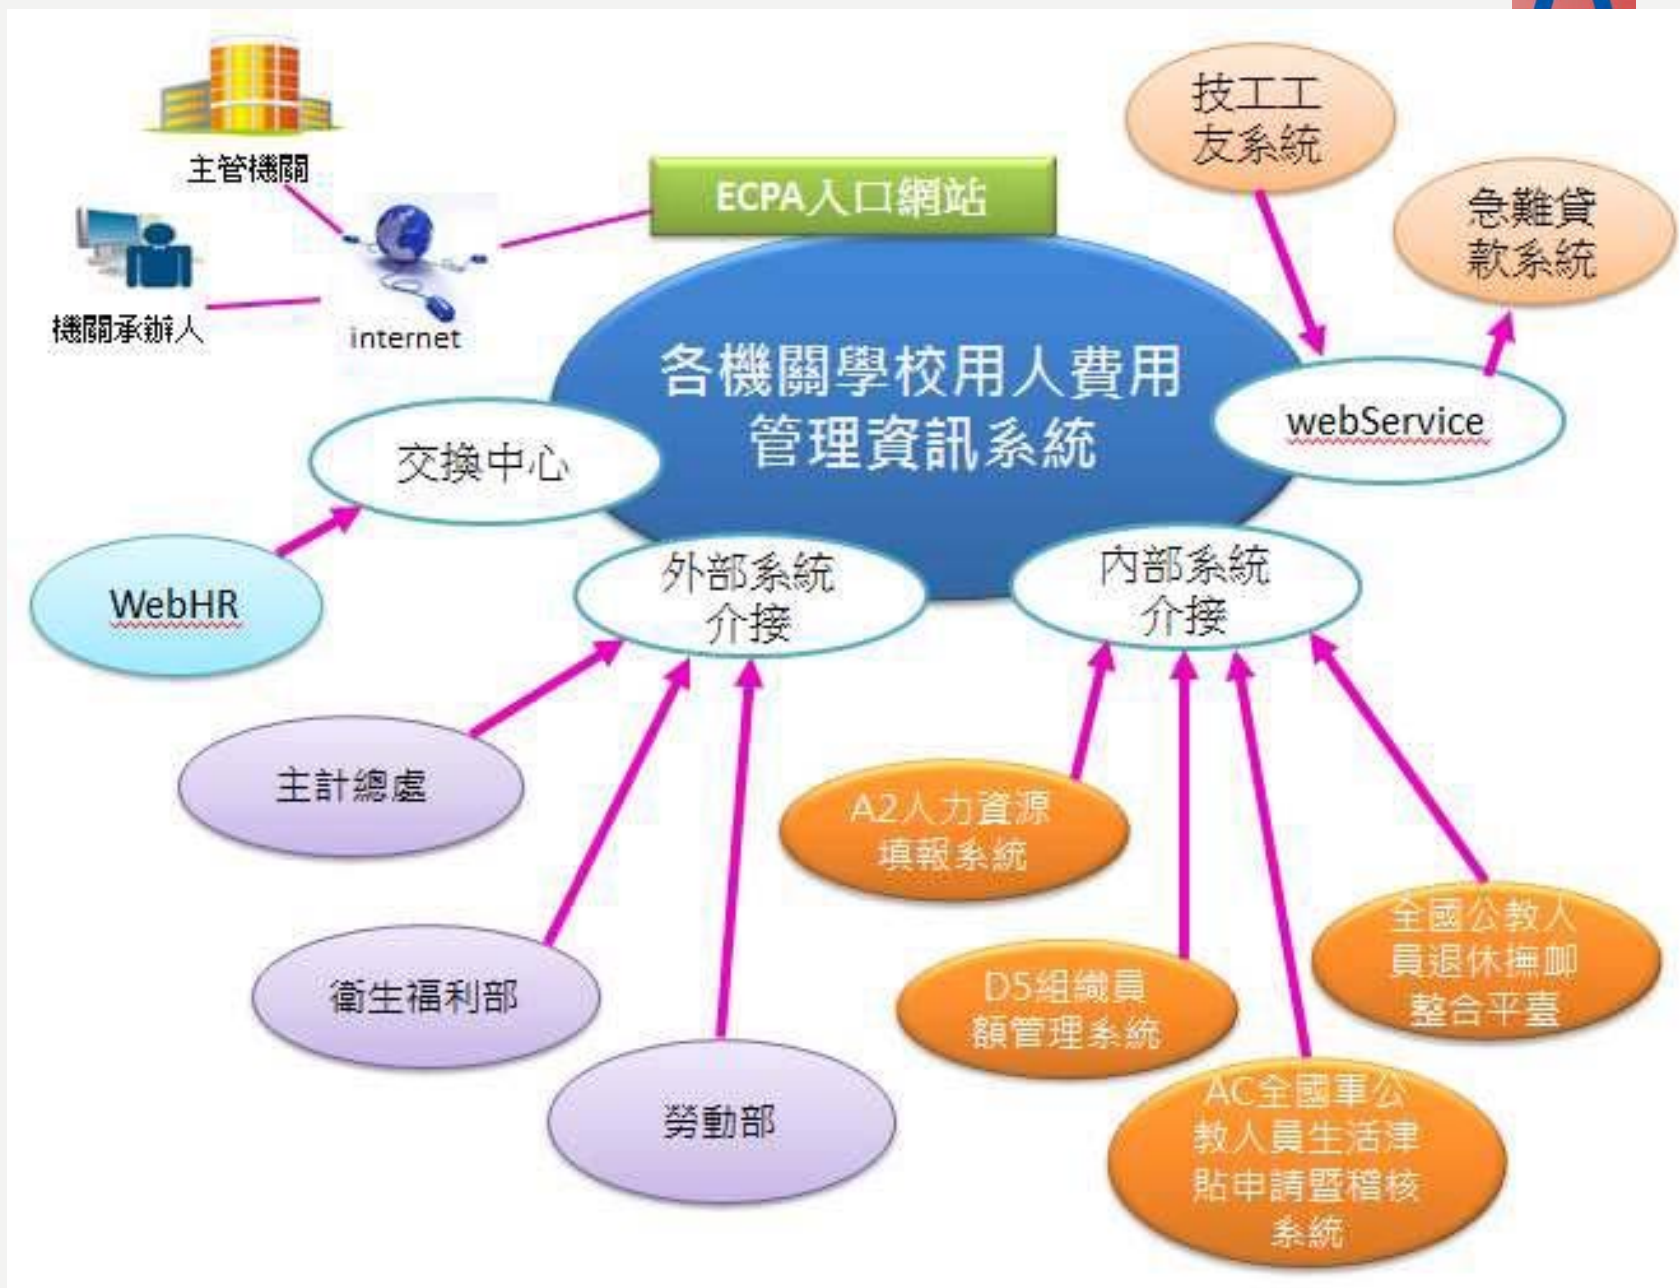 主管機關
機關承辦人
internet
ECPA入口網站
技工工
友系統
急難貸
款系統
各機關學校用人費用
管理資訊系統
webService
交換中心
WebHR
外部系統
介接
內部系統
介接
主計總處
衛生福利部
勞動部
A2人力資源
填報系統
D5組織員
額管理系統
AC全國軍公
教人員生活津
貼申請暨稽核
系統
全國公教人
員退休撫卹
整合平臺